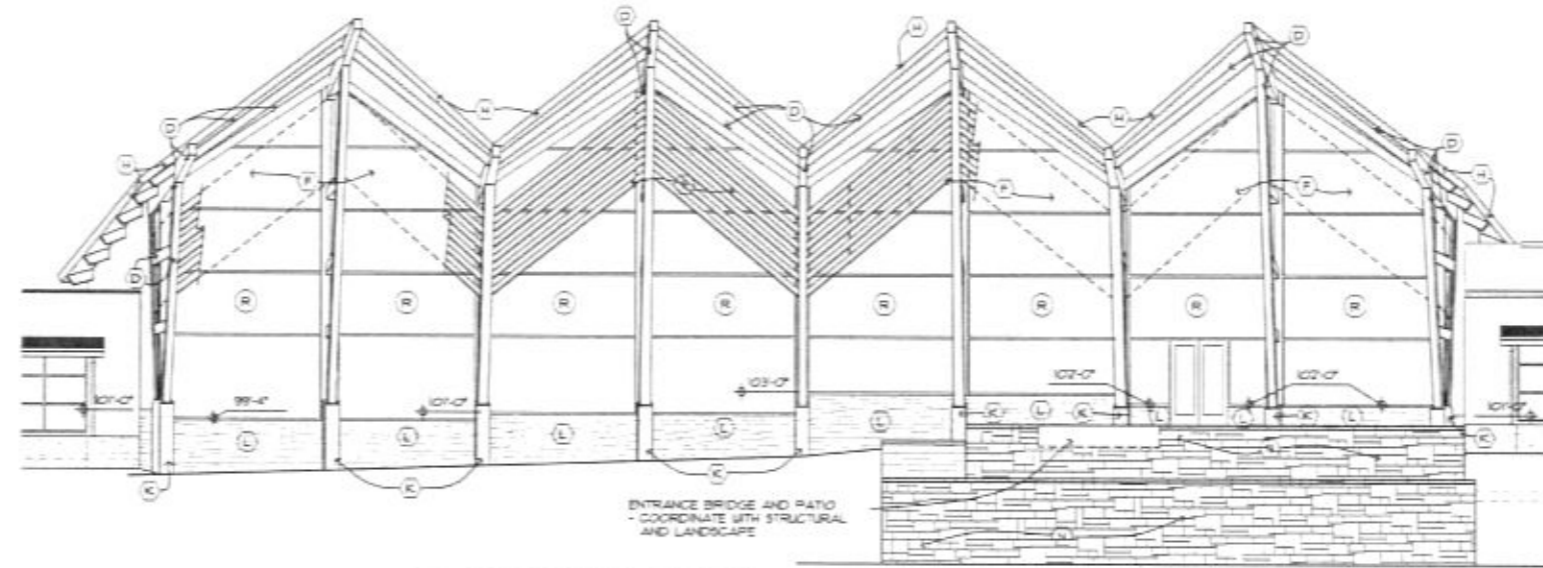 D
H
D
D
H
D
H
H
D
H
F
F
F
D
R R R R R R R R
101'-0"
99'-4"
101'-0"
103'-0"
102'-0"
102'-0"
101'-0"
L L L L L
K L K L L K L
K
K
K
K
ENTRANCE BRIDGE AND PATIO
- COORDINATE WITH STRUCTURAL
AND LANDSCAPE